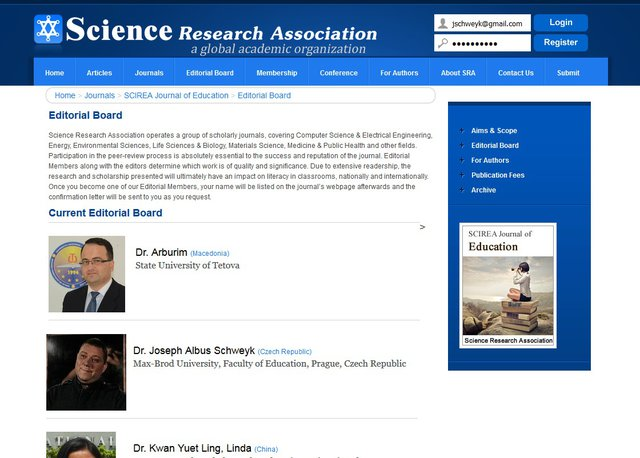 Science Research Association
a global academic organization
jschweyk@gmail.com
Login
••••••••••
Register
Home
Articles
Journals
Editorial Board
Membership
Conference
For Authors
About SRA
Contact Us
Submit
Home > Journals > SCIREA Journal of Education > Editorial Board
Editorial Board
Science Research Association operates a group of scholarly journals, covering Computer Science & Electrical Engineering,
Energy, Environmental Sciences, Life Sciences & Biology, Materials Science, Medicine & Public Health and other fields.
Participation in the peer-review process is absolutely essential to the success and reputation of the journal. Editorial
Members along with the editors determine which work is of quality and significance. Due to extensive readership, the
research and scholarship presented will ultimately have an impact on literacy in classrooms, nationally and internationally.
Once you become one of our Editorial Members, your name will be listed on the journal's webpage afterwards and the
confirmation letter will be sent to you as you request.
Current Editorial Board
>
Dr. Arburim (Macedonia)
State University of Tetova
1994
Dr. Joseph Albus Schweyk (Czech Republic)
Max-Brod University, Faculty of Education, Prague, Czech Republic
Dr. Kwan Yuet Ling, Linda (China)
Aims & Scope
Editorial Board
For Authors
Publication Fees
Archive
SCIREA Journal of
Education
Science Research Association